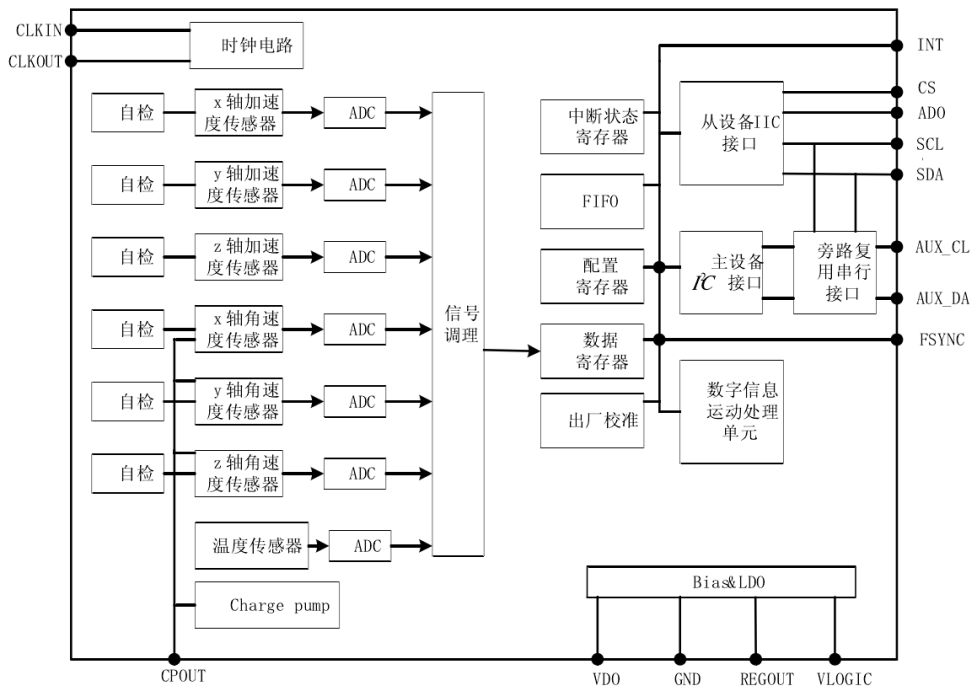 CLKIN
CLKOUT
时钟电路
自检
x 轴加速
度传感器
ADC
自检
y 轴加速
度传感器
ADC
自检
z 轴加速
度传感器
ADC
自检
x 轴角速
度传感器
ADC
自检
y 轴角速
度传感器
ADC
自检
z 轴角速
度传感器
ADC
温度传感器
ADC
Charge pump
CPOUT
信号
调理
中断状态
寄存器
FIFO
配置
寄存器
数据
寄存器
出厂校准
从设备IIC
接口
主设备
I²C 接口
旁路复
用串行
接口
数字信息
运动处理
单元
INT
CS
ADO
SCL
SDA
AUX_CL
AUX_DA
FSYNC
Bias&LDO
VDO
GND
REGOUT
VLOGIC